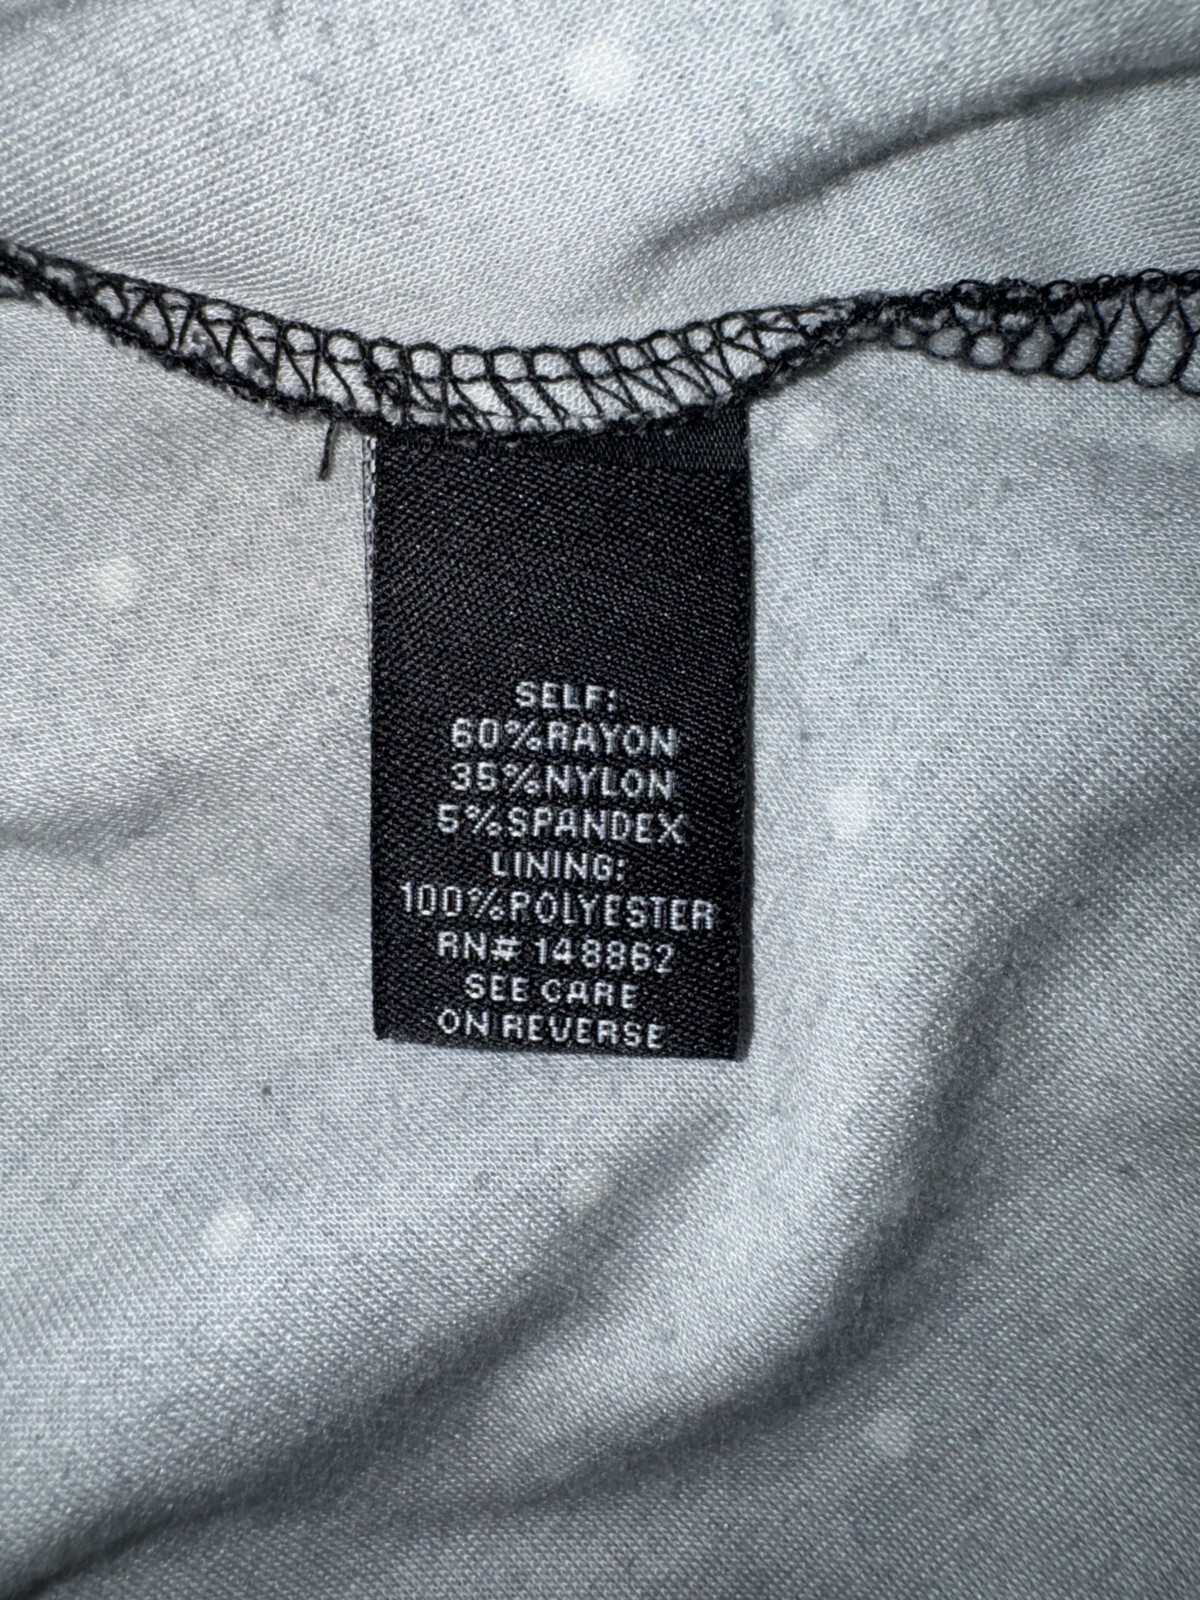 SELF:
60%RAYON
35%NYLON
5%SPANDEX
LINING:
100%POLYESTER
RN# 148862
SEE CARE
ON REVERSE